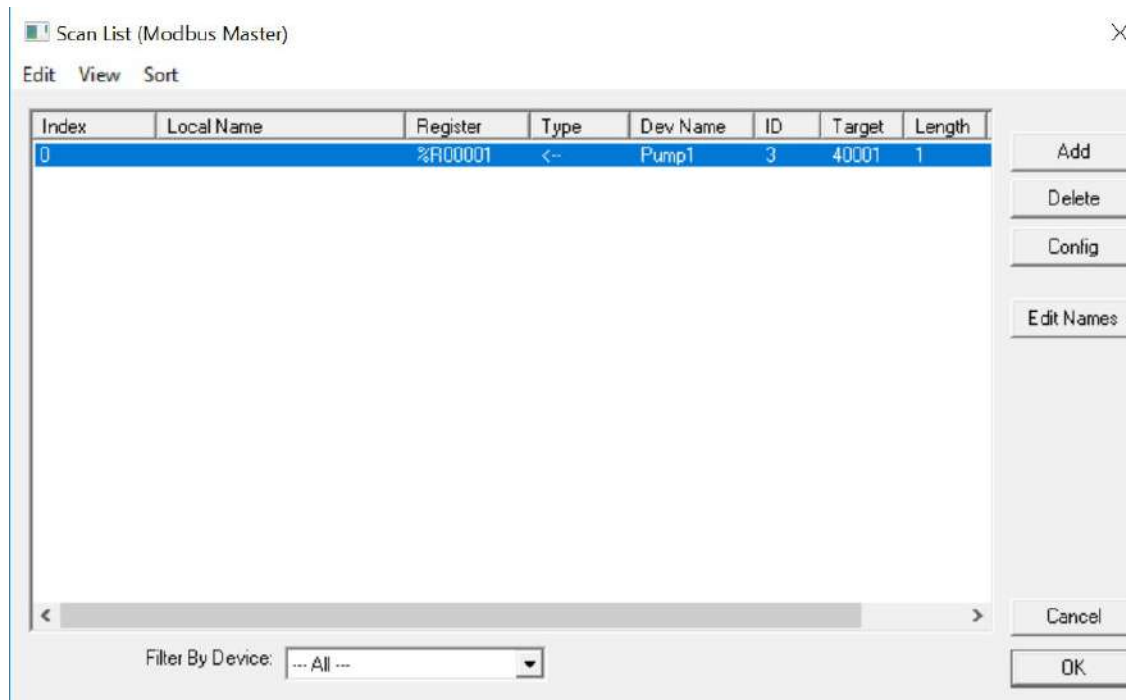 Scan List (Modbus Master)
Edit View Sort
Index Local Name Register Type Dev Name ID Target Length
0 %R00001 <-- Pump1 3 40001 1
Add
Delete
Config
Edit Names
Cancel
Filter By Device: --- All ---
OK